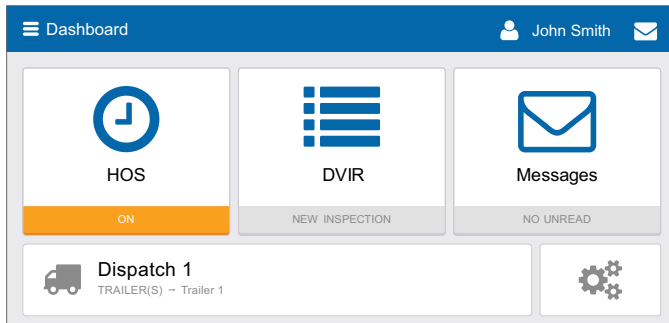 Dashboard
John Smith
HOS
DVIR
Messages
ON
NEW INSPECTION
NO UNREAD
Dispatch 1
TRAILER(S) → Trailer 1